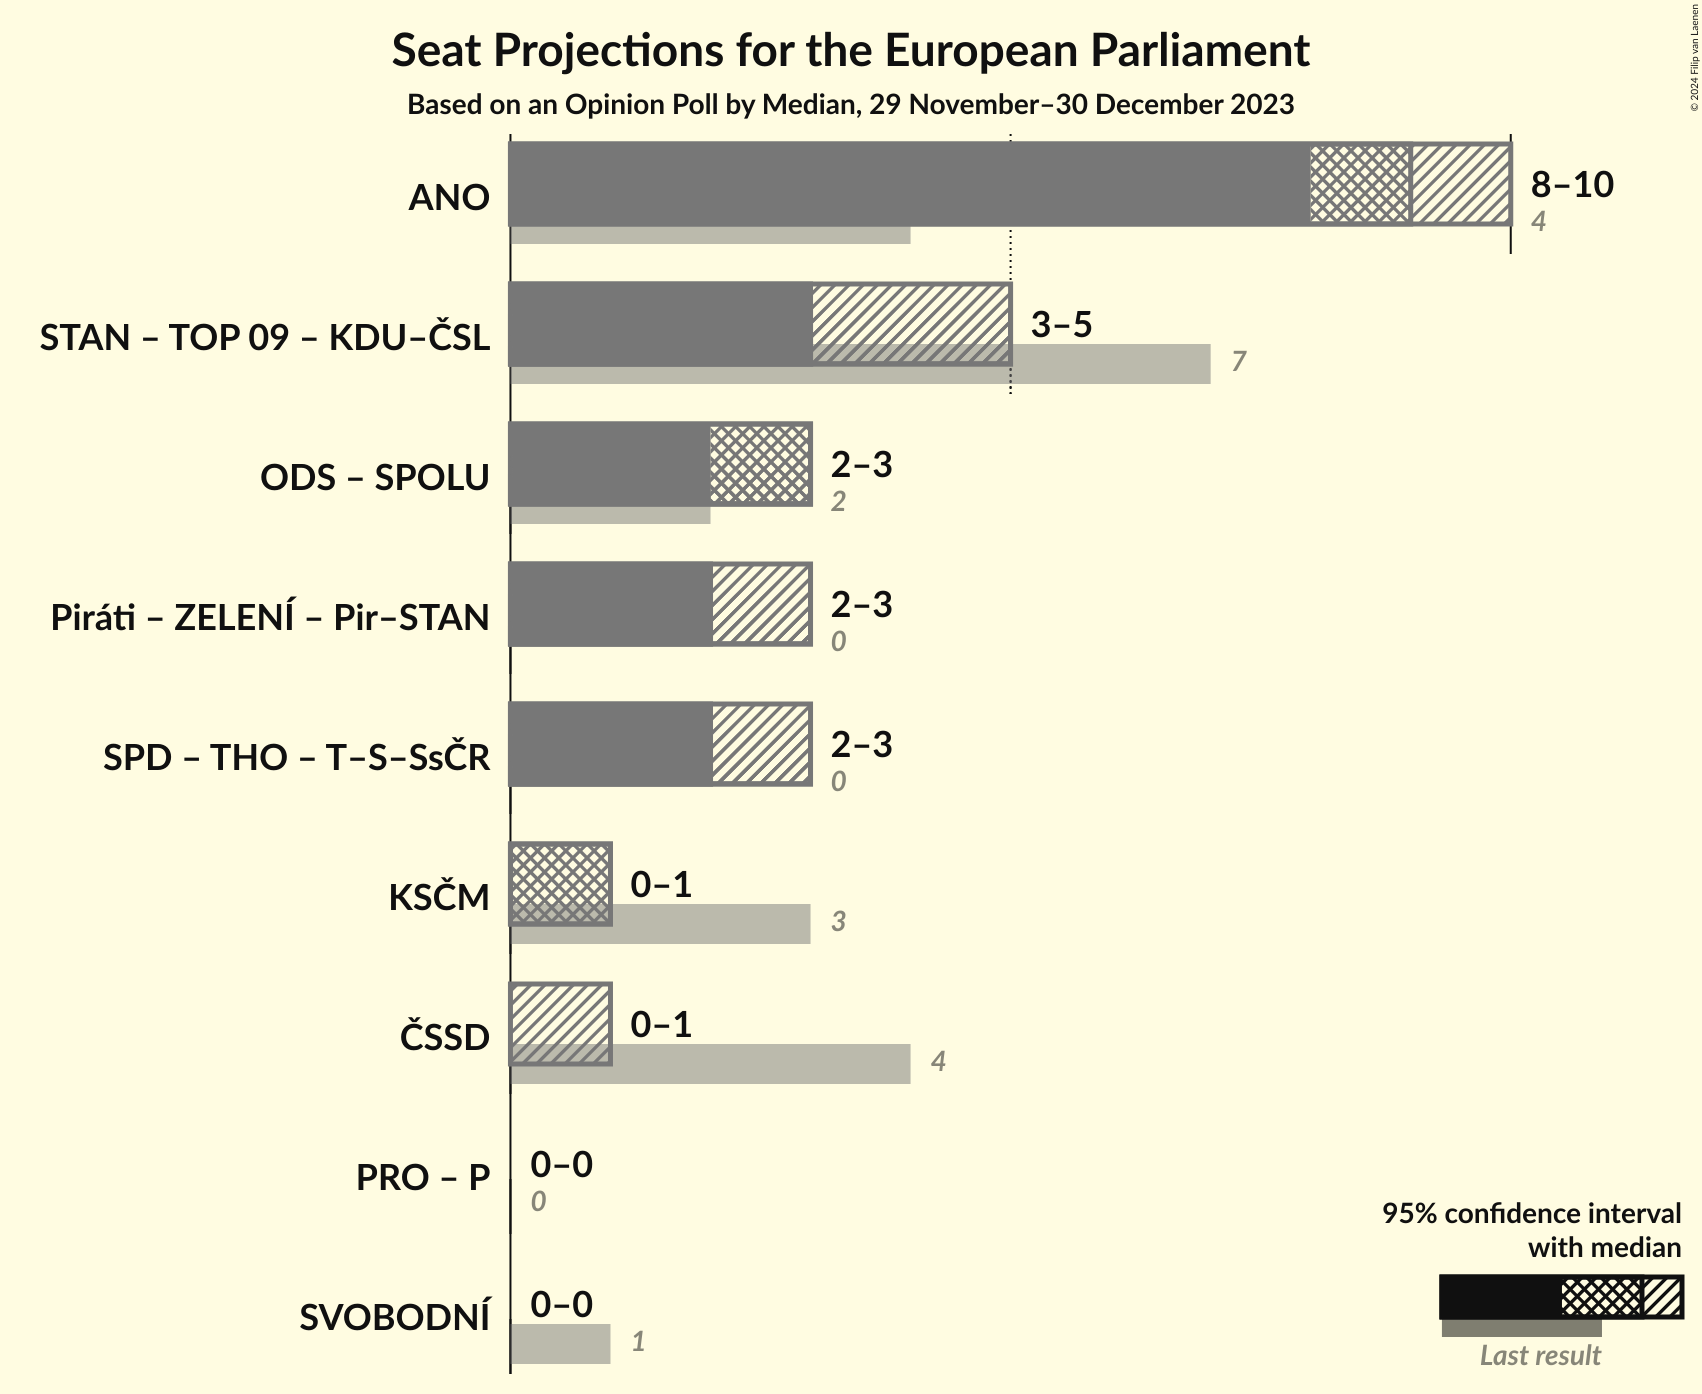 Seat Projections for the European Parliament
Based on an Opinion Poll by Median, 29 November–30 December 2023
© 2024 Filip van Laenen
ANO
8–10
4
STAN – TOP 09 – KDU–ČSL
3–5
7
ODS – SPOLU
2–3
2
Piráti – ZELENÍ – Pir–STAN
2–3
0
SPD – THO – T–S–SsČR
2–3
0
KSČM
0–1
3
ČSSD
0–1
4
PRO – P
0–0
0
SVOBODNÍ
0–0
1
95% confidence interval
with median
Last result